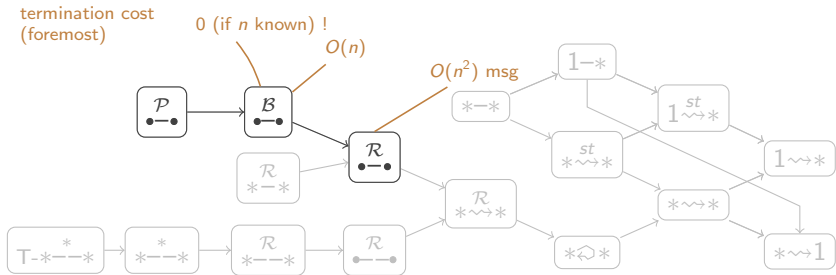 termination cost
(foremost)
0 (if n known) !
O(n)
O(n²) msg
1−∗
∗−∗
P
●−●
B
●−●
st
1⇝∗
R
●−●
st
∗⇝∗
1⇝∗
R
∗−∗
R
∗⇝∗
∗⇝∗
∗
T-∗−−∗
∗
∗−−∗
R
∗−−∗
R
●−−●
∗⇝1